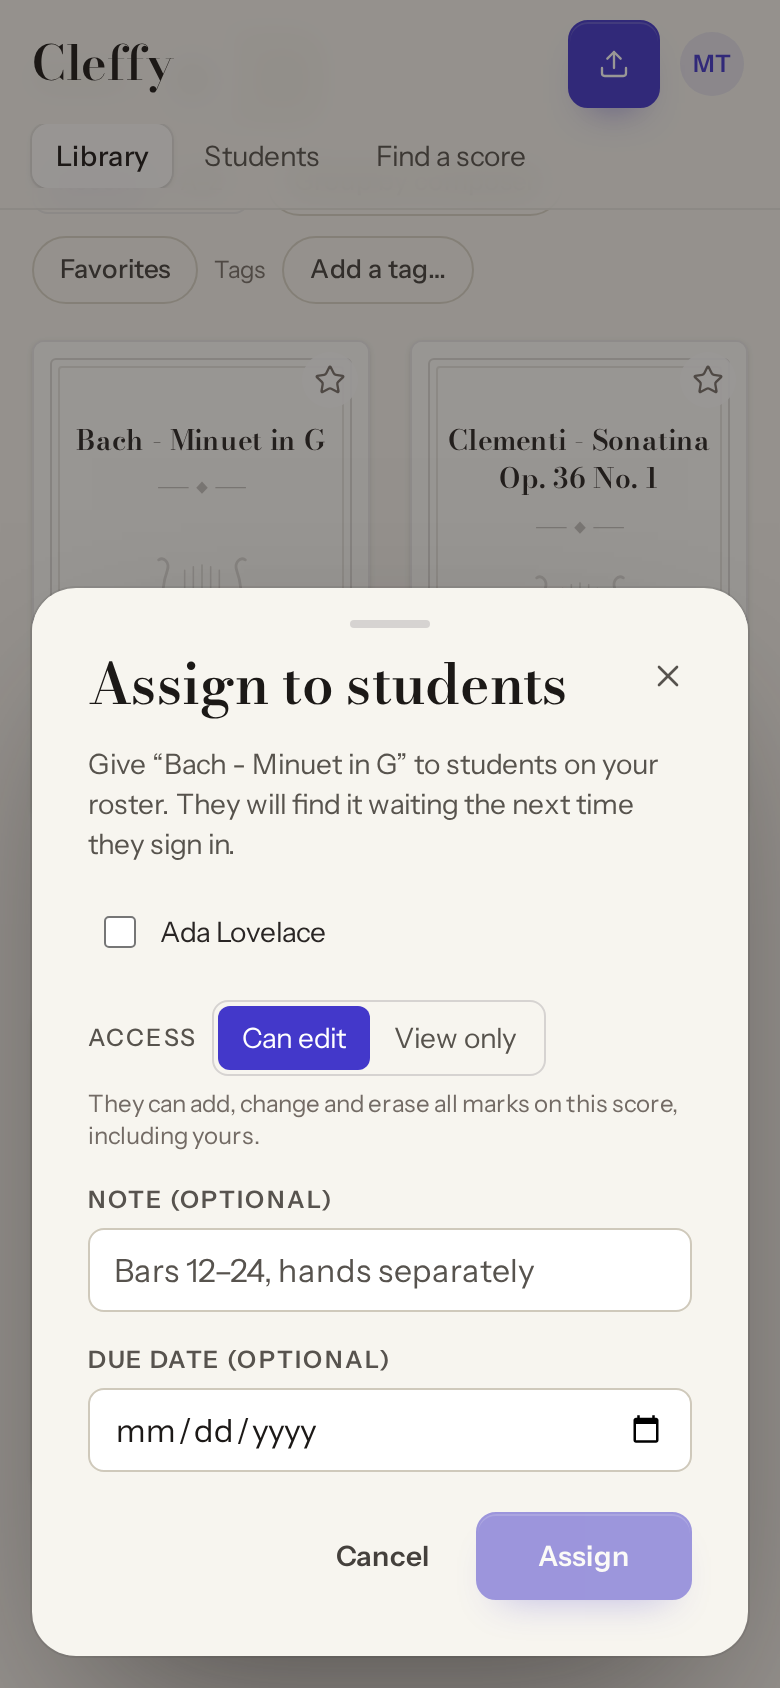 Cleffy
MT
Library Students Find a score
Favorites Tags Add a tag...
Bach - Minuet in G
Clementi - Sonatina
Op. 36 No. 1
Assign to students
Give “Bach - Minuet in G” to students on your
roster. They will find it waiting the next time
they sign in.
Ada Lovelace
ACCESS Can edit View only
They can add, change and erase all marks on this score,
including yours.
NOTE (OPTIONAL)
Bars 12–24, hands separately
DUE DATE (OPTIONAL)
mm/dd/yyyy
Cancel Assign